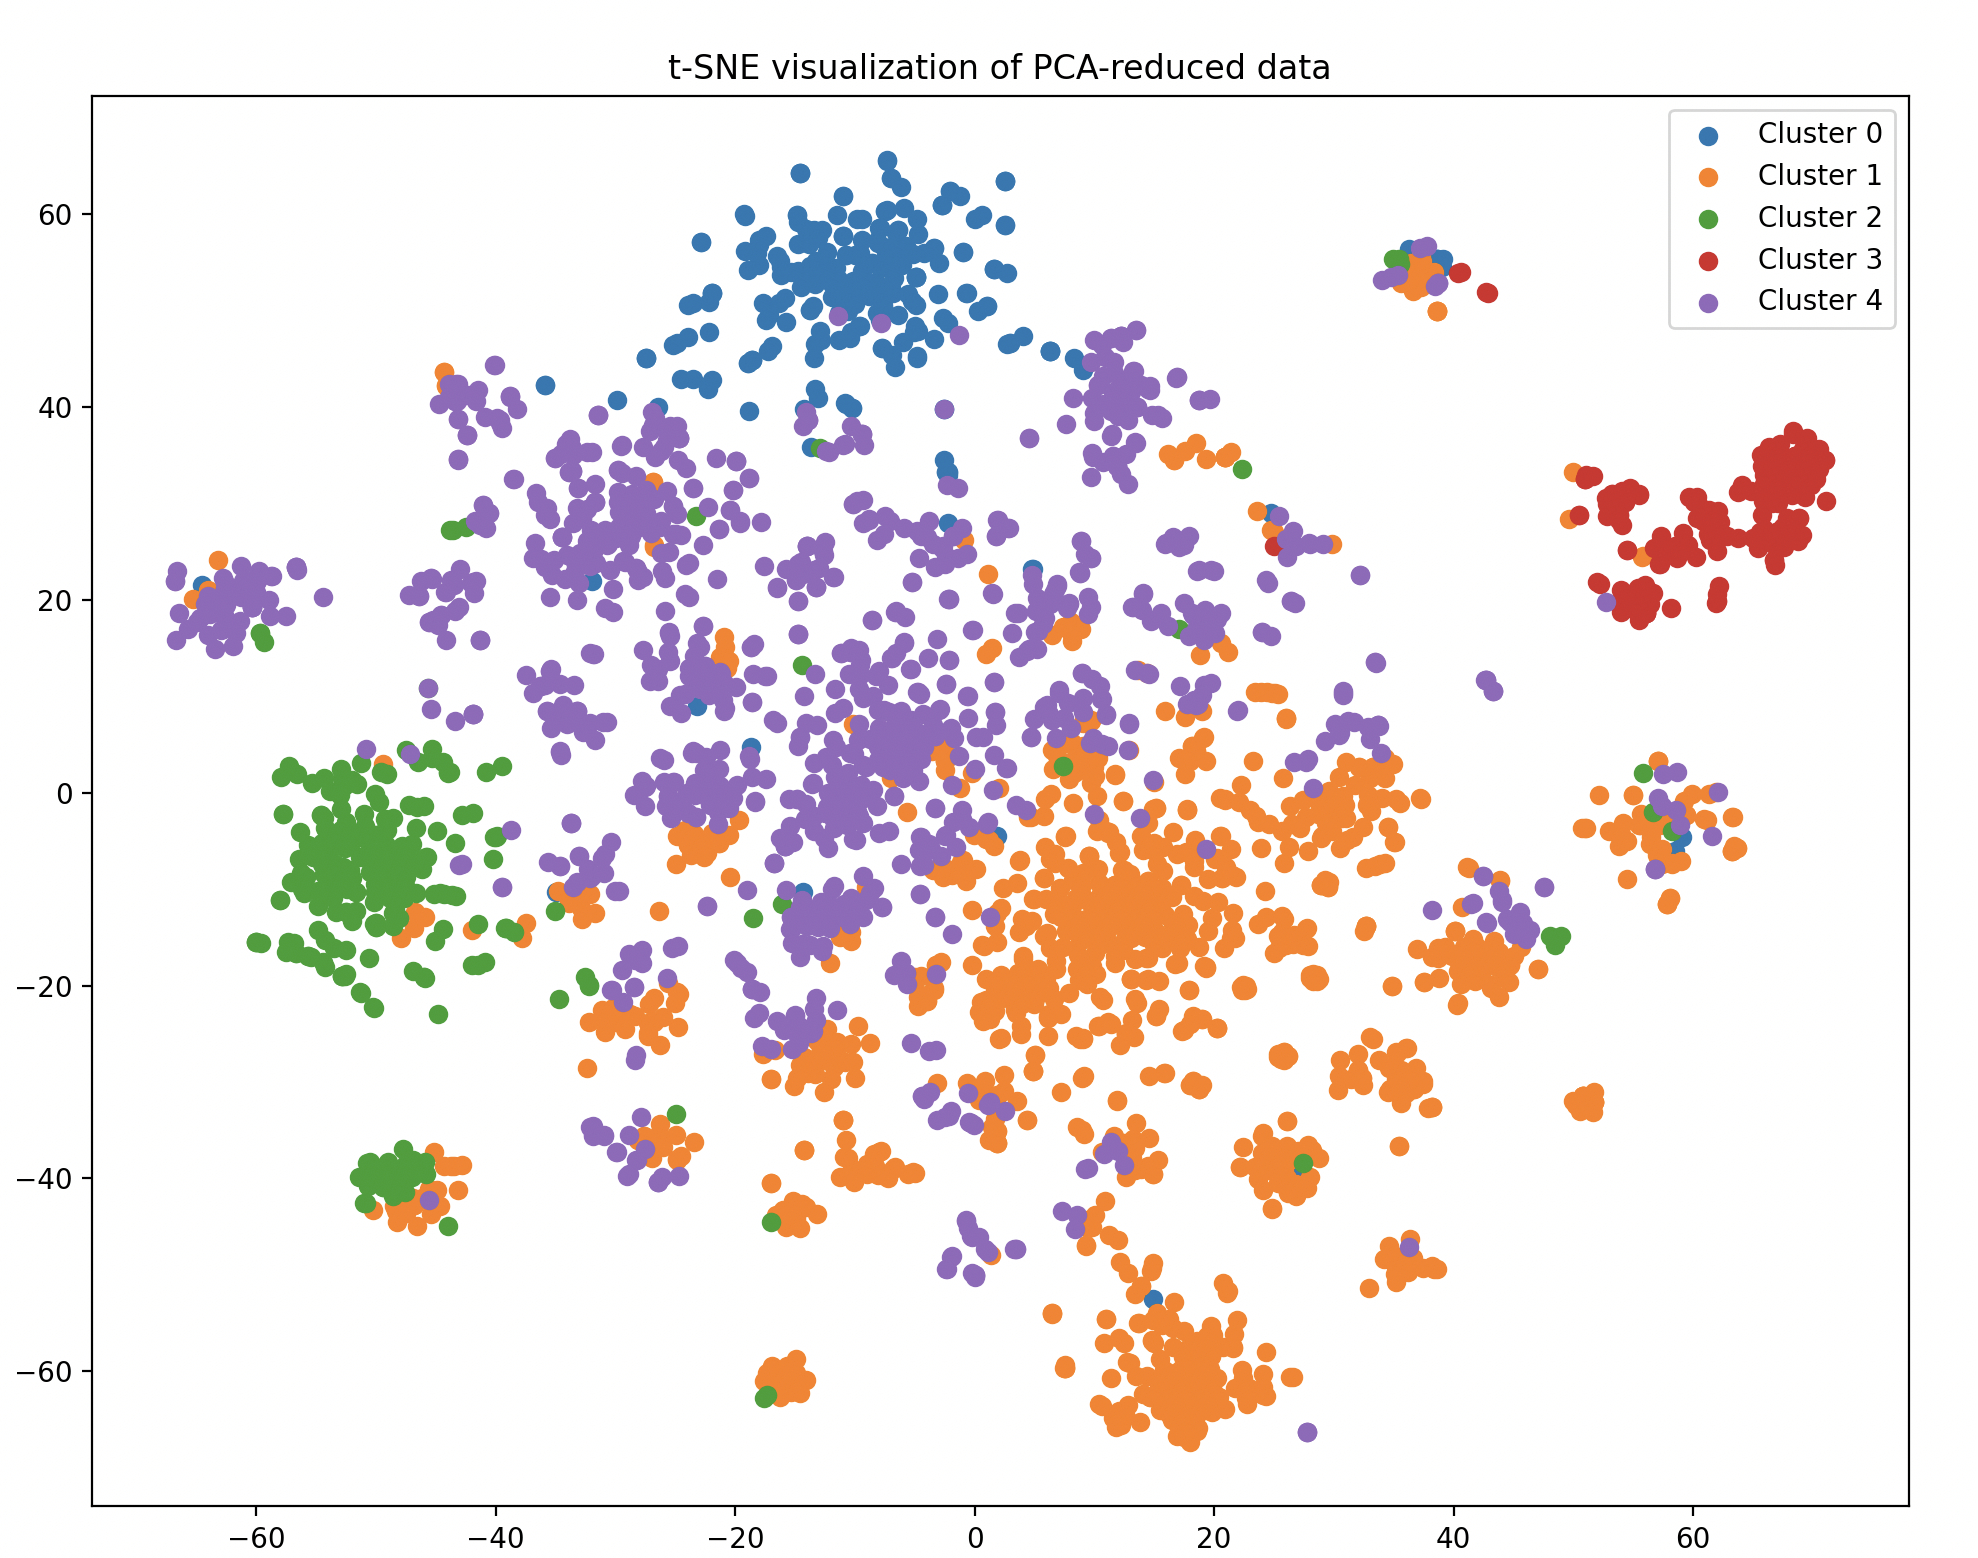 t-SNE visualization of PCA-reduced data
Cluster 0
Cluster 1
Cluster 2
Cluster 3
Cluster 4
60
40
20
0
−20
−40
−60
−60 −40 −20 0 20 40 60